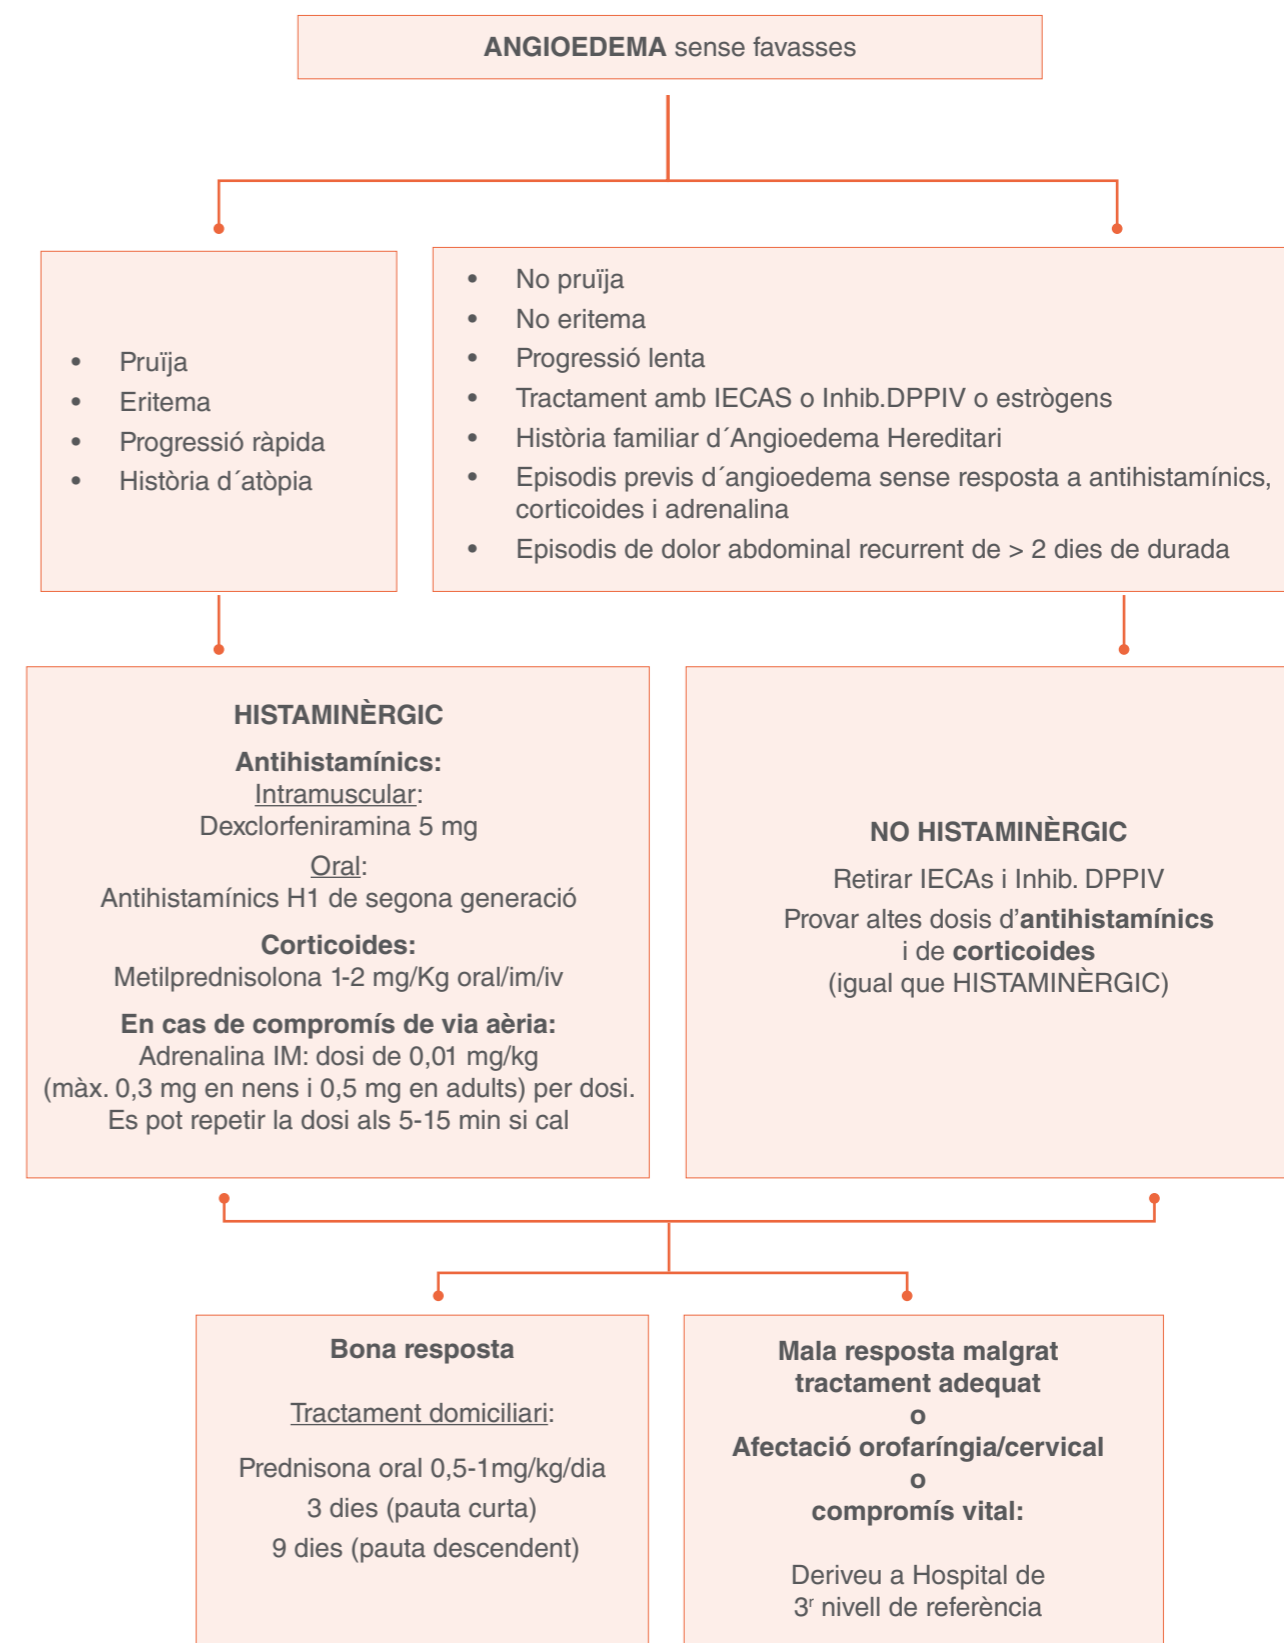 ANGIOEDEMA sense favasses
• Pruïja
• Eritema
• Progressió ràpida
• Història d´atòpia
• No pruïja
• No eritema
• Progressió lenta
• Tractament amb IECAS o Inhib.DPPIV o estrògens
• Història familiar d´Angioedema Hereditari
• Episodis previs d´angioedema sense resposta a antihistamínics,
corticoides i adrenalina
• Episodis de dolor abdominal recurrent de > 2 dies de durada
HISTAMINÈRGIC
Antihistamínics:
Intramuscular:
Dexclorfeniramina 5 mg
Oral:
Antihistamínics H1 de segona generació
Corticoides:
Metilprednisolona 1-2 mg/Kg oral/im/iv
En cas de compromís de via aèria:
Adrenalina IM: dosi de 0,01 mg/kg
(màx. 0,3 mg en nens i 0,5 mg en adults) per dosi.
Es pot repetir la dosi als 5-15 min si cal
NO HISTAMINÈRGIC
Retirar IECAs i Inhib. DPPIV
Provar altes dosis d’antihistamínics
i de corticoides
(igual que HISTAMINÈRGIC)
Bona resposta
Tractament domiciliari:
Prednisona oral 0,5-1mg/kg/dia
3 dies (pauta curta)
9 dies (pauta descendent)
Mala resposta malgrat
tractament adequat
o
Afectació orofaríngia/cervical
o
compromís vital:
Deriveu a Hospital de
3r nivell de referència